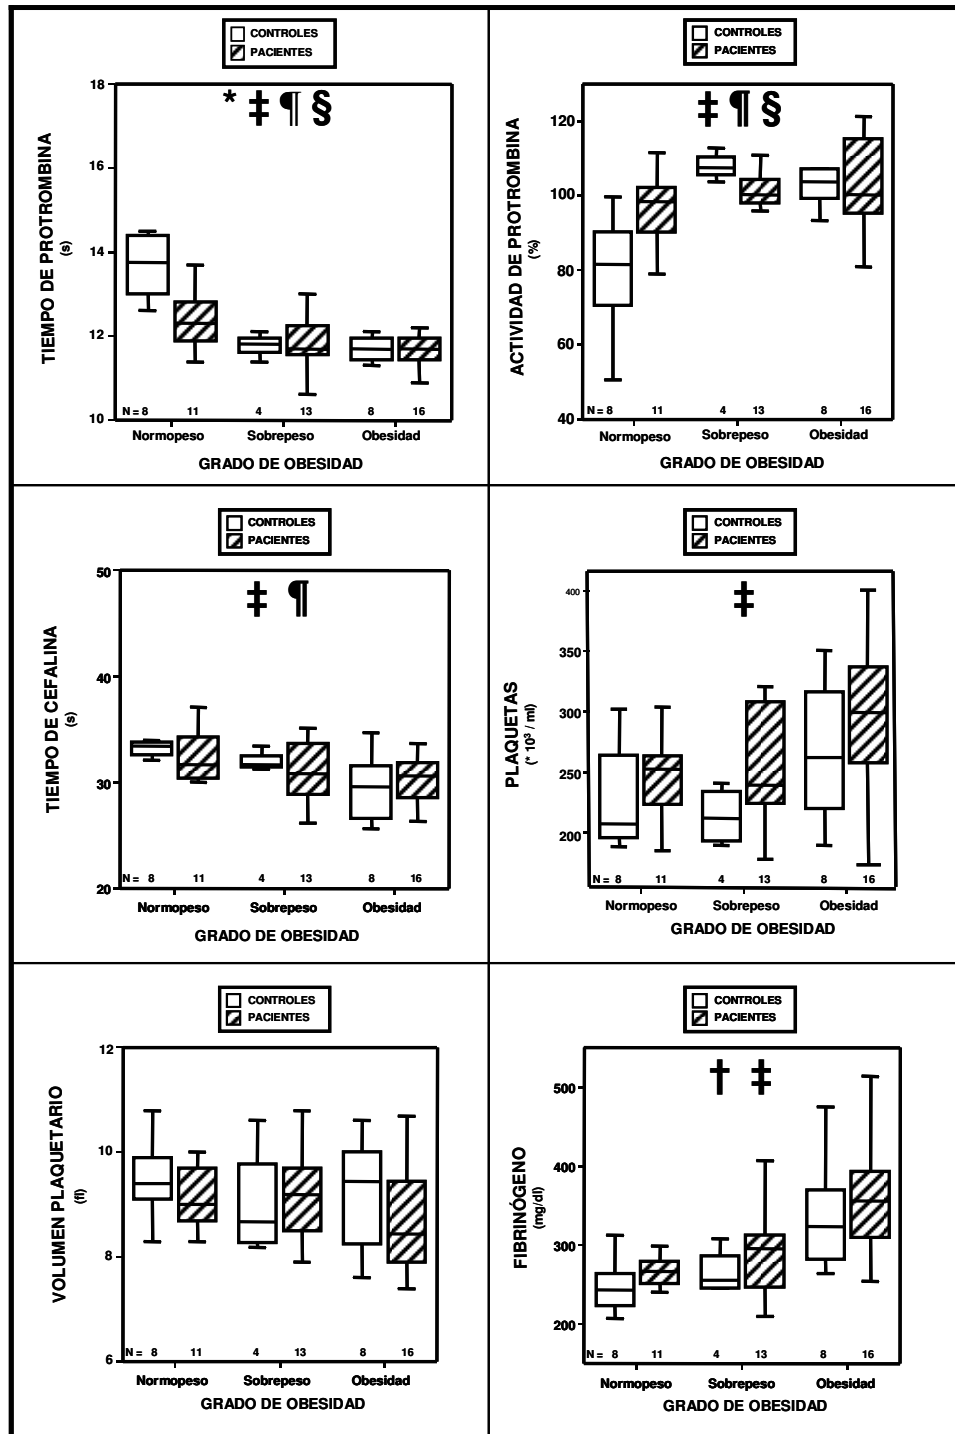 CONTROLES
PACIENTES
TIEMPO DE PROTROMBINA
(s)
* ‡ ¶ §
18
16
14
12
10
N = 8 11 4 13 8 16
Normopeso Sobrepeso Obesidad
GRADO DE OBESIDAD
CONTROLES
PACIENTES
ACTIVIDAD DE PROTROMBINA
(%)
‡ ¶ §
120
100
80
60
40
N = 8 11 4 13 8 16
Normopeso Sobrepeso Obesidad
GRADO DE OBESIDAD
CONTROLES
PACIENTES
TIEMPO DE CEFALINA
(s)
‡ ¶
50
40
30
20
N = 8 11 4 13 8 16
Normopeso Sobrepeso Obesidad
GRADO DE OBESIDAD
CONTROLES
PACIENTES
PLAQUETAS
(* 10³ / ml)
‡
400
350
300
250
200
N = 8 11 4 13 8 16
Normopeso Sobrepeso Obesidad
GRADO DE OBESIDAD
CONTROLES
PACIENTES
VOLUMEN PLAQUETARIO
(fl)
12
10
8
6
N = 8 11 4 13 8 16
Normopeso Sobrepeso Obesidad
GRADO DE OBESIDAD
CONTROLES
PACIENTES
FIBRINÓGENO
(mg/dl)
† ‡
500
400
300
200
N = 8 11 4 13 8 16
Normopeso Sobrepeso Obesidad
GRADO DE OBESIDAD